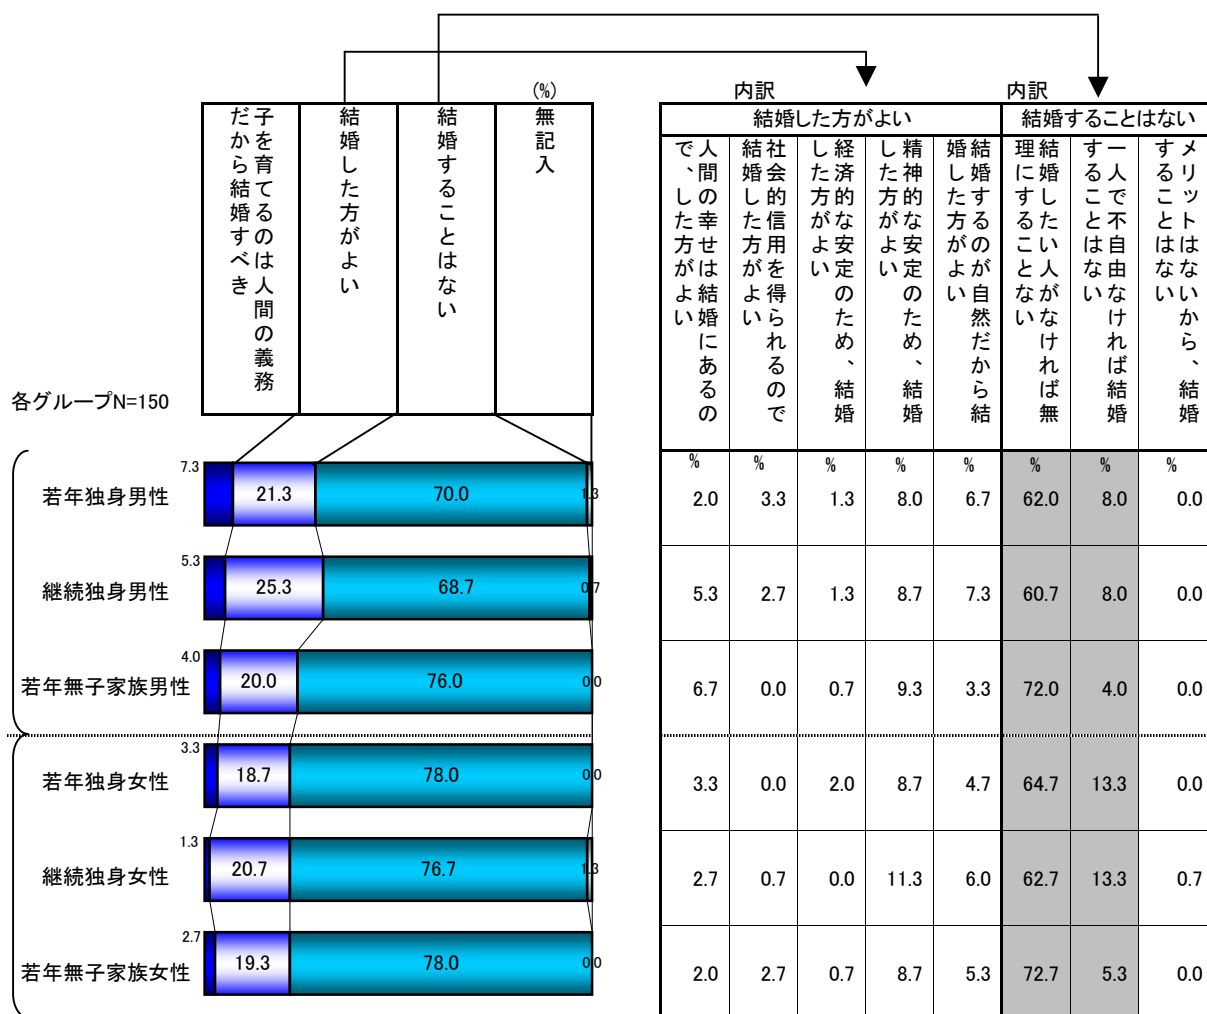 (%)
子を育てるのは人間の義務
だから結婚すべき
結婚した方がよい
結婚することはない
無記入
内訳
内訳
結婚した方がよい
結婚することはない
人間の幸せは結婚にあるの
で、した方がよい
社会的信用を得られるので
結婚した方がよい
経済的な安定のため、結婚
した方がよい
精神的な安定のため、結婚
した方がよい
結婚するのが自然だから結
婚した方がよい
結婚したい人がなければ無
理にすることない
一人で不自由なければ結婚
することはない
メリットはないから、結婚
することはない
各グループN=150
% % % % % % % %
若年独身男性 7.3 21.3 70.0 1.3 2.0 3.3 1.3 8.0 6.7 62.0 8.0 0.0
継続独身男性 5.3 25.3 68.7 0.7 5.3 2.7 1.3 8.7 7.3 60.7 8.0 0.0
若年無子家族男性 4.0 20.0 76.0 0.0 6.7 0.0 0.7 9.3 3.3 72.0 4.0 0.0
若年独身女性 3.3 18.7 78.0 0.0 3.3 0.0 2.0 8.7 4.7 64.7 13.3 0.0
継続独身女性 1.3 20.7 76.7 1.3 2.7 0.7 0.0 11.3 6.0 62.7 13.3 0.7
若年無子家族女性 2.7 19.3 78.0 0.0 2.0 2.7 0.7 8.7 5.3 72.7 5.3 0.0